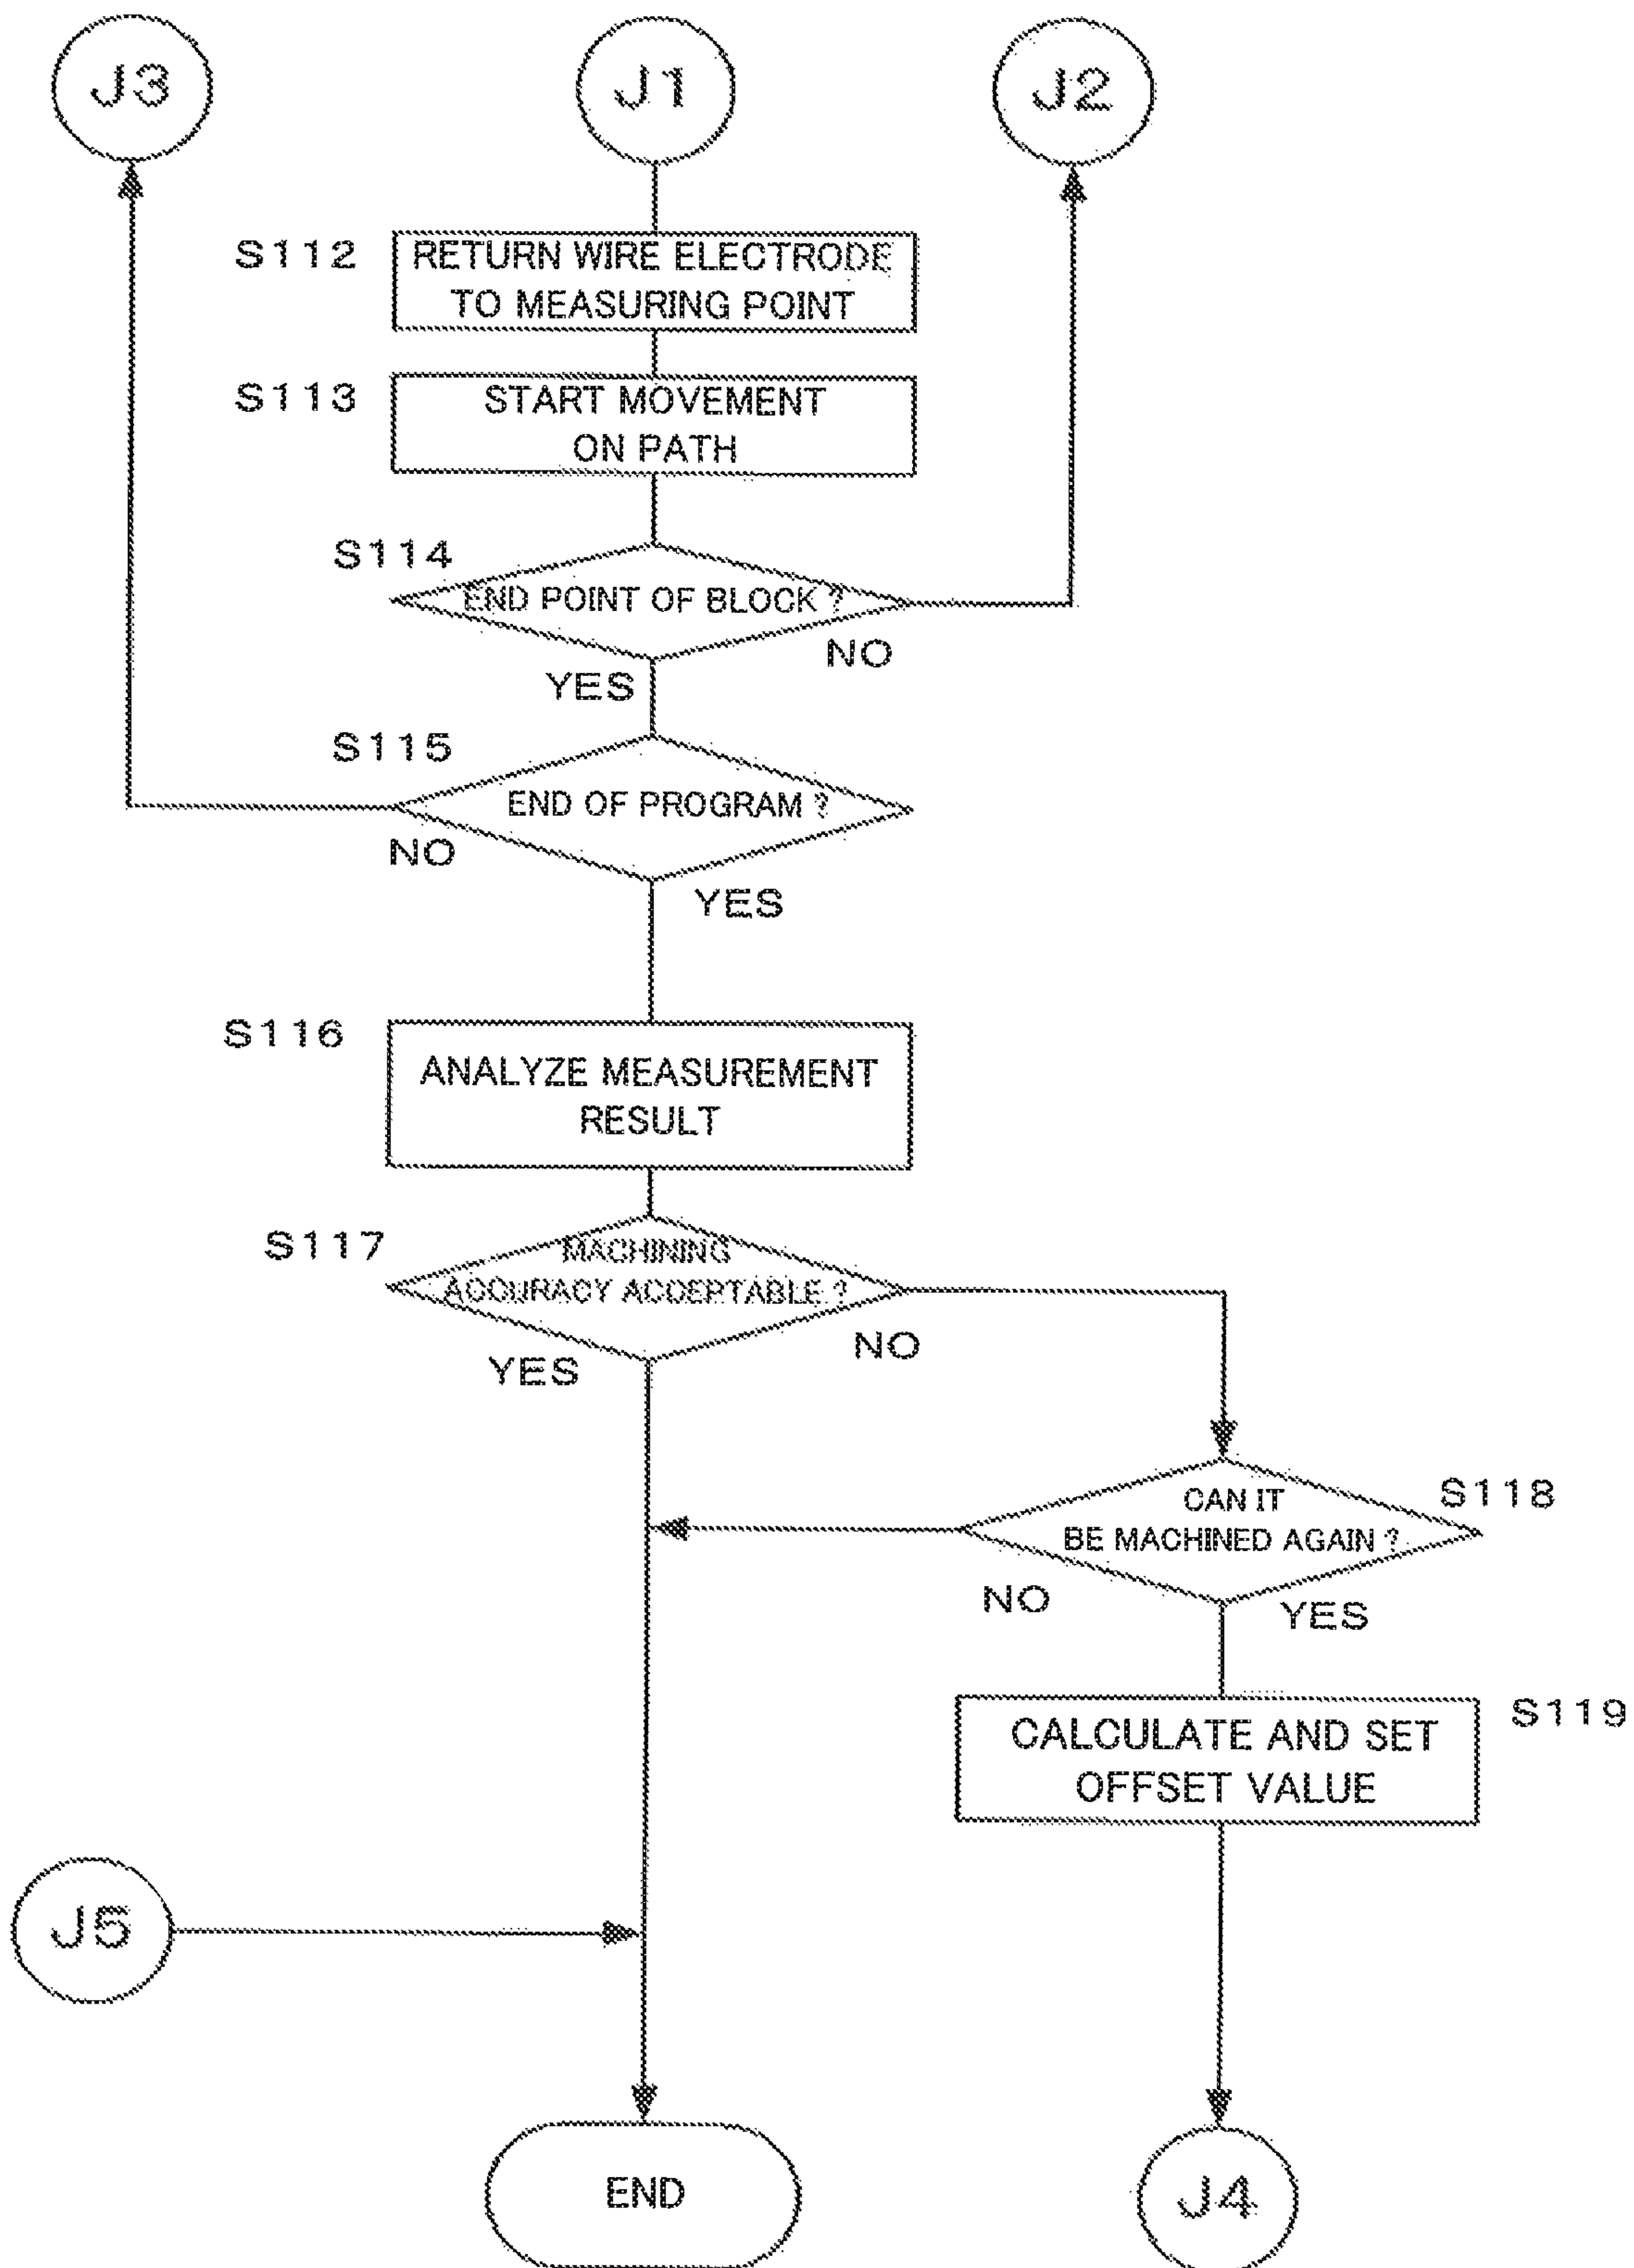 J3
J1
J2
S112
RETURN WIRE ELECTRODE
TO MEASURING POINT
S113
START MOVEMENT
ON PATH
S114
END POINT OF BLOCK ?
NO
YES
S115
END OF PROGRAM ?
NO
YES
S116
ANALYZE MEASUREMENT
RESULT
S117
MACHINING
ACCURACY ACCEPTABLE ?
NO
YES
S118
CAN IT
BE MACHINED AGAIN ?
NO
YES
S119
CALCULATE AND SET
OFFSET VALUE
J5
END
J4